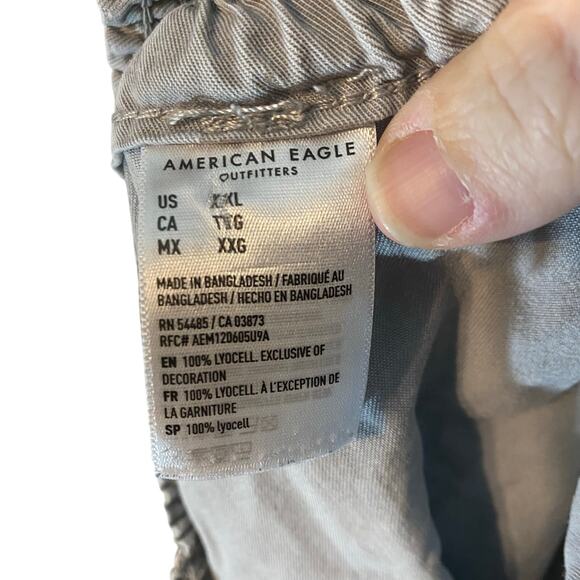 AMERICAN EAGLE
OUTFITTERS
US XXL
CA TTG
MX XXG
MADE IN BANGLADESH / FABRIQUÉ AU
BANGLADESH / HECHO EN BANGLADESH
RN 54485 / CA 03873
RFC# AEM120605U9A
EN 100% LYOCELL. EXCLUSIVE OF
DECORATION
FR 100% LYOCELL. À L'EXCEPTION DE
LA GARNITURE
SP 100% lyocell